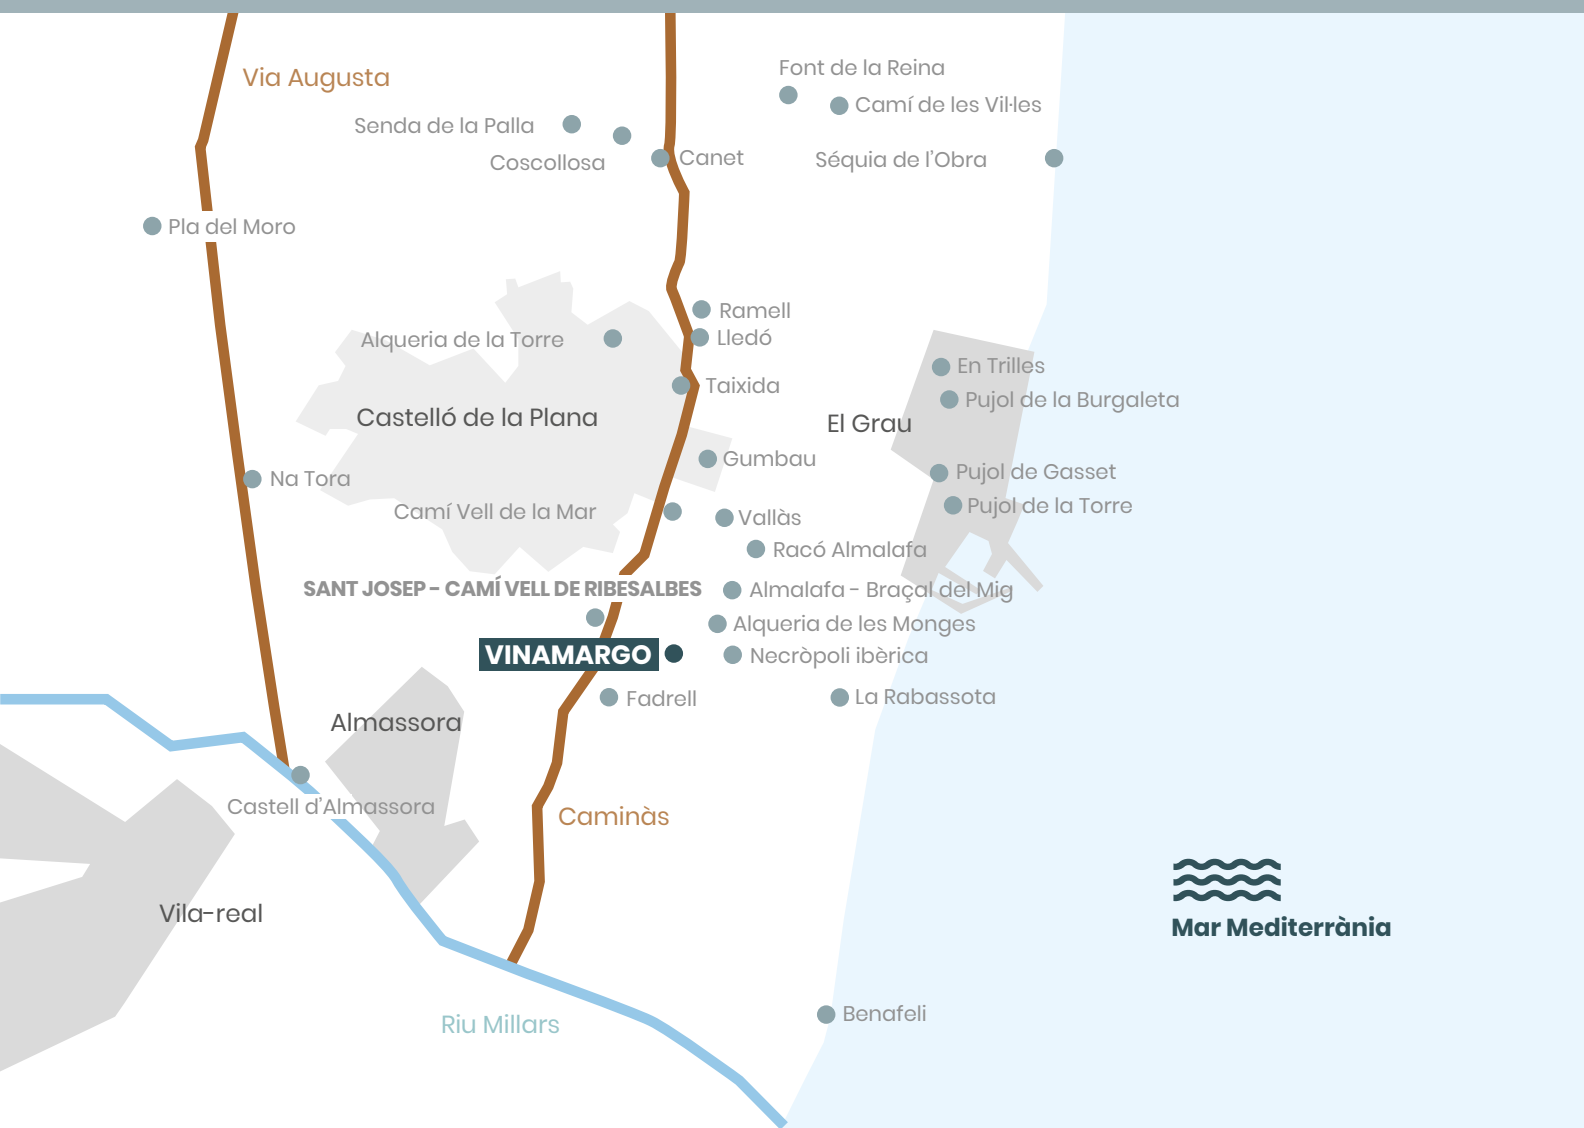 Font de la Reina
Via Augusta
Camí de les Vil·les
Senda de la Palla
Coscollosa
Canet
Séquia de l’Obra
Pla del Moro
Ramell
Alqueria de la Torre
Lledó
En Trilles
Taixida
Pujol de la Burgaleta
Castelló de la Plana
El Grau
Gumbau
Pujol de Gasset
Na Tora
Pujol de la Torre
Camí Vell de la Mar
Vallàs
Racó Almalafa
SANT JOSEP - CAMÍ VELL DE RIBESALBES
Almalafa - Braçal del Mig
Alqueria de les Monges
VINAMARGO
Necròpoli ibèrica
Fadrell
La Rabassota
Almassora
Castell d’Almassora
Caminàs
Vila-real
Mar Mediterrània
Benafeli
Riu Millars